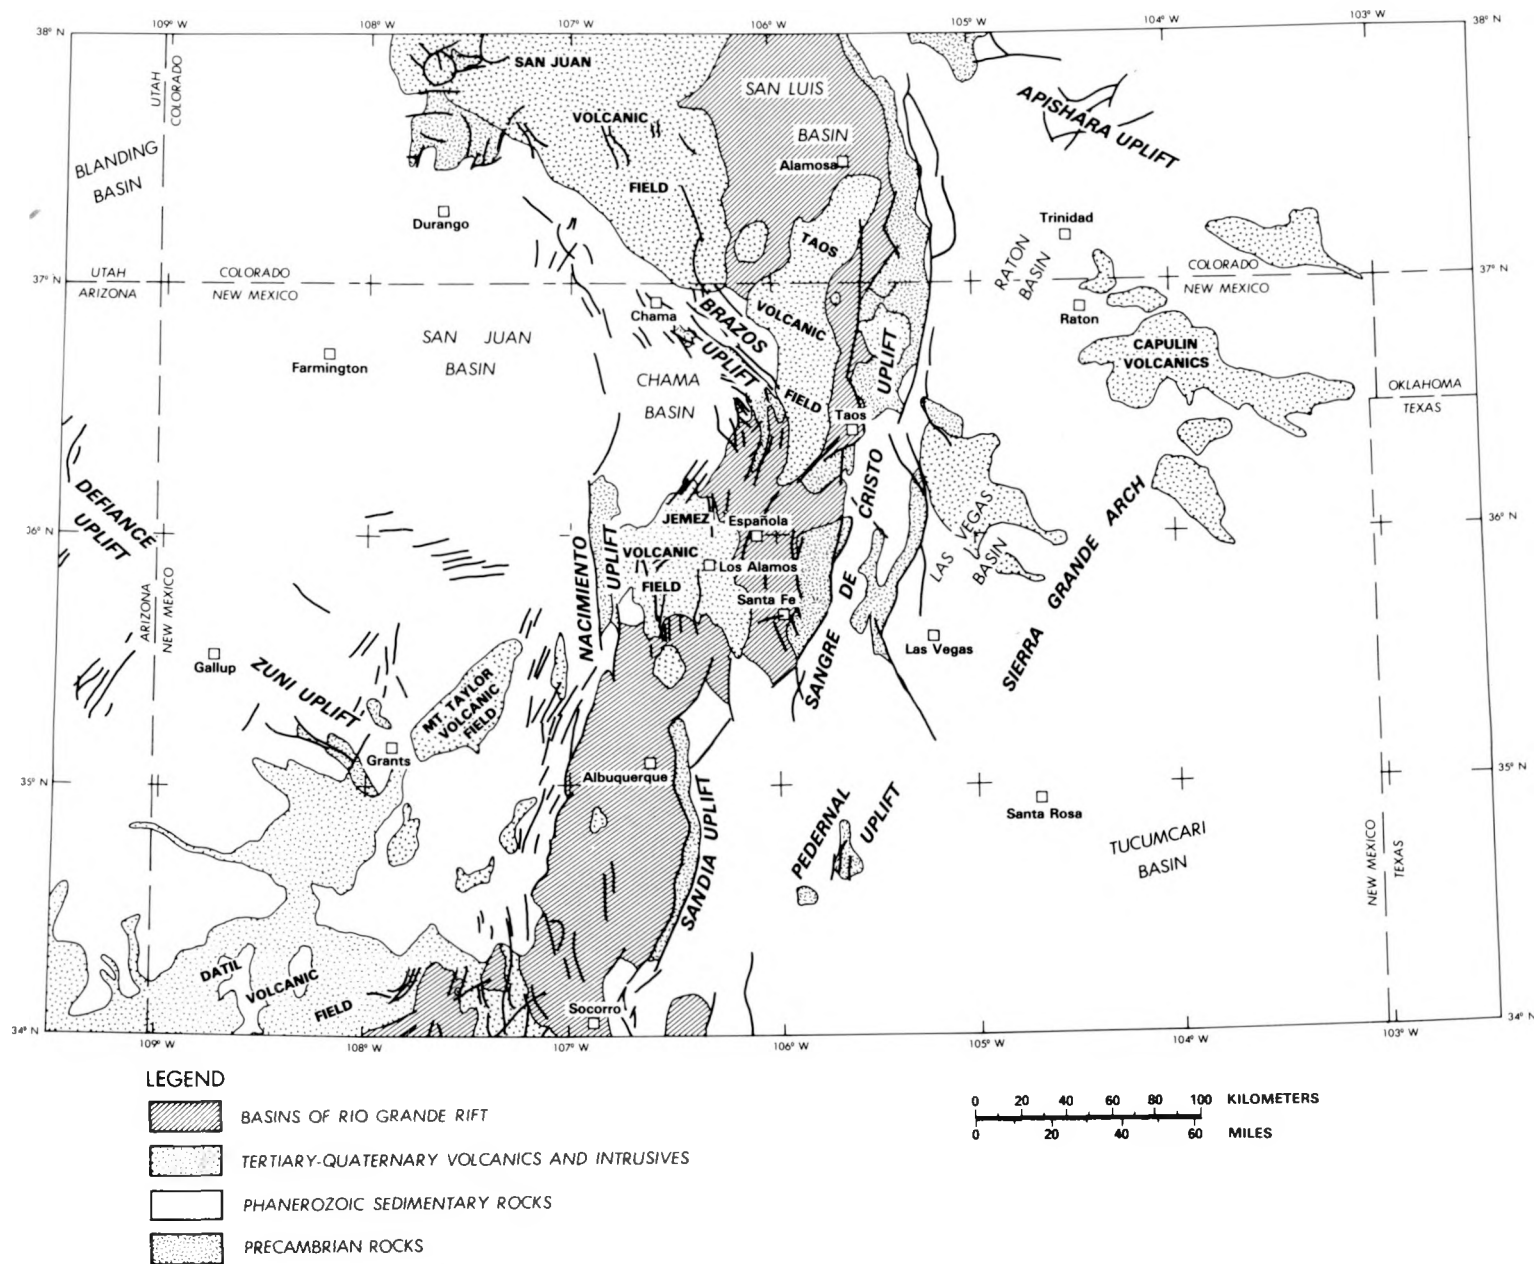 109° W
108° W
107° W
106° W
105° W
104° W
103° W
38° N
38° N
UTAH
COLORADO
SAN JUAN
VOLCANIC
FIELD
SAN LUIS
BASIN
Alamosa
APISHARA UPLIFT
BLANDING
BASIN
Durango
TAOS
VOLCANIC
FIELD
Trinidad
RATON
BASIN
37° N
UTAH
ARIZONA
COLORADO
NEW MEXICO
COLORADO
NEW MEXICO
37° N
Chama
BRAZOS
UPLIFT
Raton
CAPULIN
VOLCANICS
SAN JUAN
BASIN
Farmington
CHAMA
BASIN
UPLIFT
Taos
OKLAHOMA
TEXAS
DEFIANCE
UPLIFT
36° N
36° N
JEMEZ
VOLCANIC
FIELD
Española
Los Alamos
Santa Fe
NACIMIENTO
UPLIFT
SANGRE DE CRISTO
LAS VEGAS
BASIN
Las Vegas
SIERRA GRANDE ARCH
ARIZONA
NEW MEXICO
Gallup
ZUNI UPLIFT
MT. TAYLOR
VOLCANIC
FIELD
Grants
35° N
35° N
Albuquerque
SANDIA UPLIFT
PEDERNAL
UPLIFT
Santa Rosa
TUCUMCARI
BASIN
NEW MEXICO
TEXAS
DATIL
VOLCANIC
FIELD
Socorro
34° N
34° N
109° W
108° W
107° W
106° W
105° W
104° W
103° W
LEGEND
BASINS OF RIO GRANDE RIFT
TERTIARY-QUATERNARY VOLCANICS AND INTRUSIVES
PHANEROZOIC SEDIMENTARY ROCKS
PRECAMBRIAN ROCKS
0 20 40 60 80 100 KILOMETERS
0 20 40 60 MILES